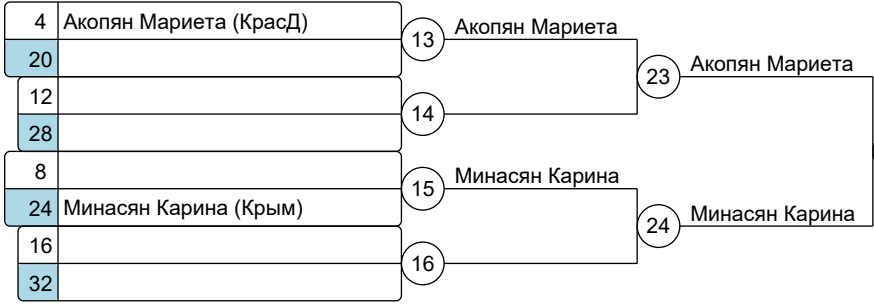 4 Акопян Мариета (КрасД)
20
12
28
8
24 Минасян Карина (Крым)
16
32
13 Акопян Мариета
14
15 Минасян Карина
16
23 Акопян Мариета
24 Минасян Карина